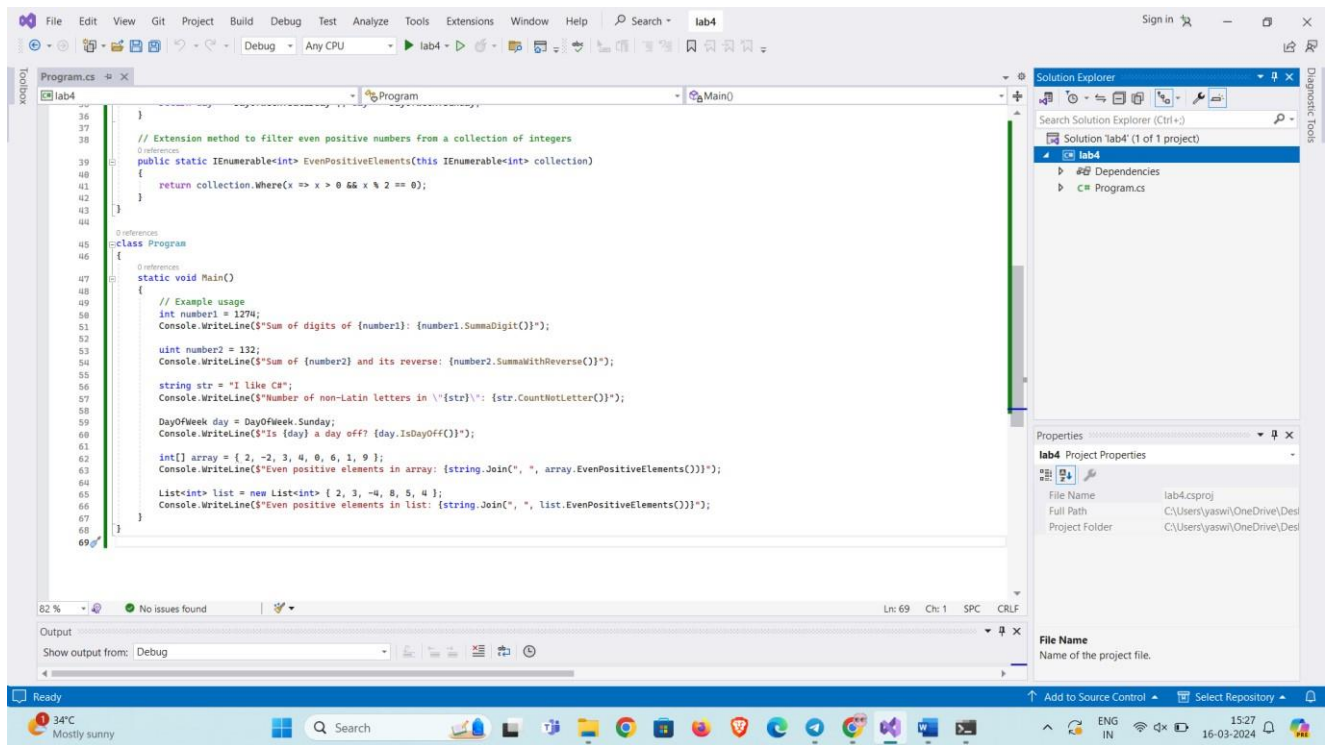 File Edit View Git Project Build Debug Test Analyze Tools Extensions Window Help Search lab4 Sign in
Debug Any CPU lab4
Toolbox
Program.cs
lab4 Program Main()
36 }
37
38 // Extension method to filter even positive numbers from a collection of integers
0 references
39 public static IEnumerable<int> EvenPositiveElements(this IEnumerable<int> collection)
40 {
41 return collection.Where(x => x > 0 && x % 2 == 0);
42 }
43 }
44
0 references
45 class Program
46 {
0 references
47 static void Main()
48 {
49 // Example usage
50 int number1 = 1274;
51 Console.WriteLine($"Sum of digits of {number1}: {number1.SummaDigit()}");
52
53 uint number2 = 132;
54 Console.WriteLine($"Sum of {number2} and its reverse: {number2.SummaWithReverse()}");
55
56 string str = "I like C#";
57 Console.WriteLine($"Number of non-Latin letters in \"{str}\": {str.CountNotLetter()}");
58
59 DayOfWeek day = DayOfWeek.Sunday;
60 Console.WriteLine($"Is {day} a day off? {day.IsDayOff()}");
61
62 int[] array = { 2, -2, 3, 4, 0, 6, 1, 9 };
63 Console.WriteLine($"Even positive elements in array: {string.Join(", ", array.EvenPositiveElements())}");
64
65 List<int> list = new List<int> { 2, 3, -4, 8, 5, 4 };
66 Console.WriteLine($"Even positive elements in list: {string.Join(", ", list.EvenPositiveElements())}");
67 }
68 }
69
82 % No issues found Ln: 69 Ch: 1 SPC CRLF
Output
Show output from: Debug
Solution Explorer
Search Solution Explorer (Ctrl+;)
Solution 'lab4' (1 of 1 project)
lab4
Dependencies
C# Program.cs
Properties
lab4 Project Properties
File Name lab4.csproj
Full Path C:\Users\yaswi\OneDrive\Des
Project Folder C:\Users\yaswi\OneDrive\Des
File Name
Name of the project file.
Diagnostic Tools
Ready Add to Source Control Select Repository
1 34°C
Mostly sunny
Search
ENG
IN
15:27
16-03-2024
PRE